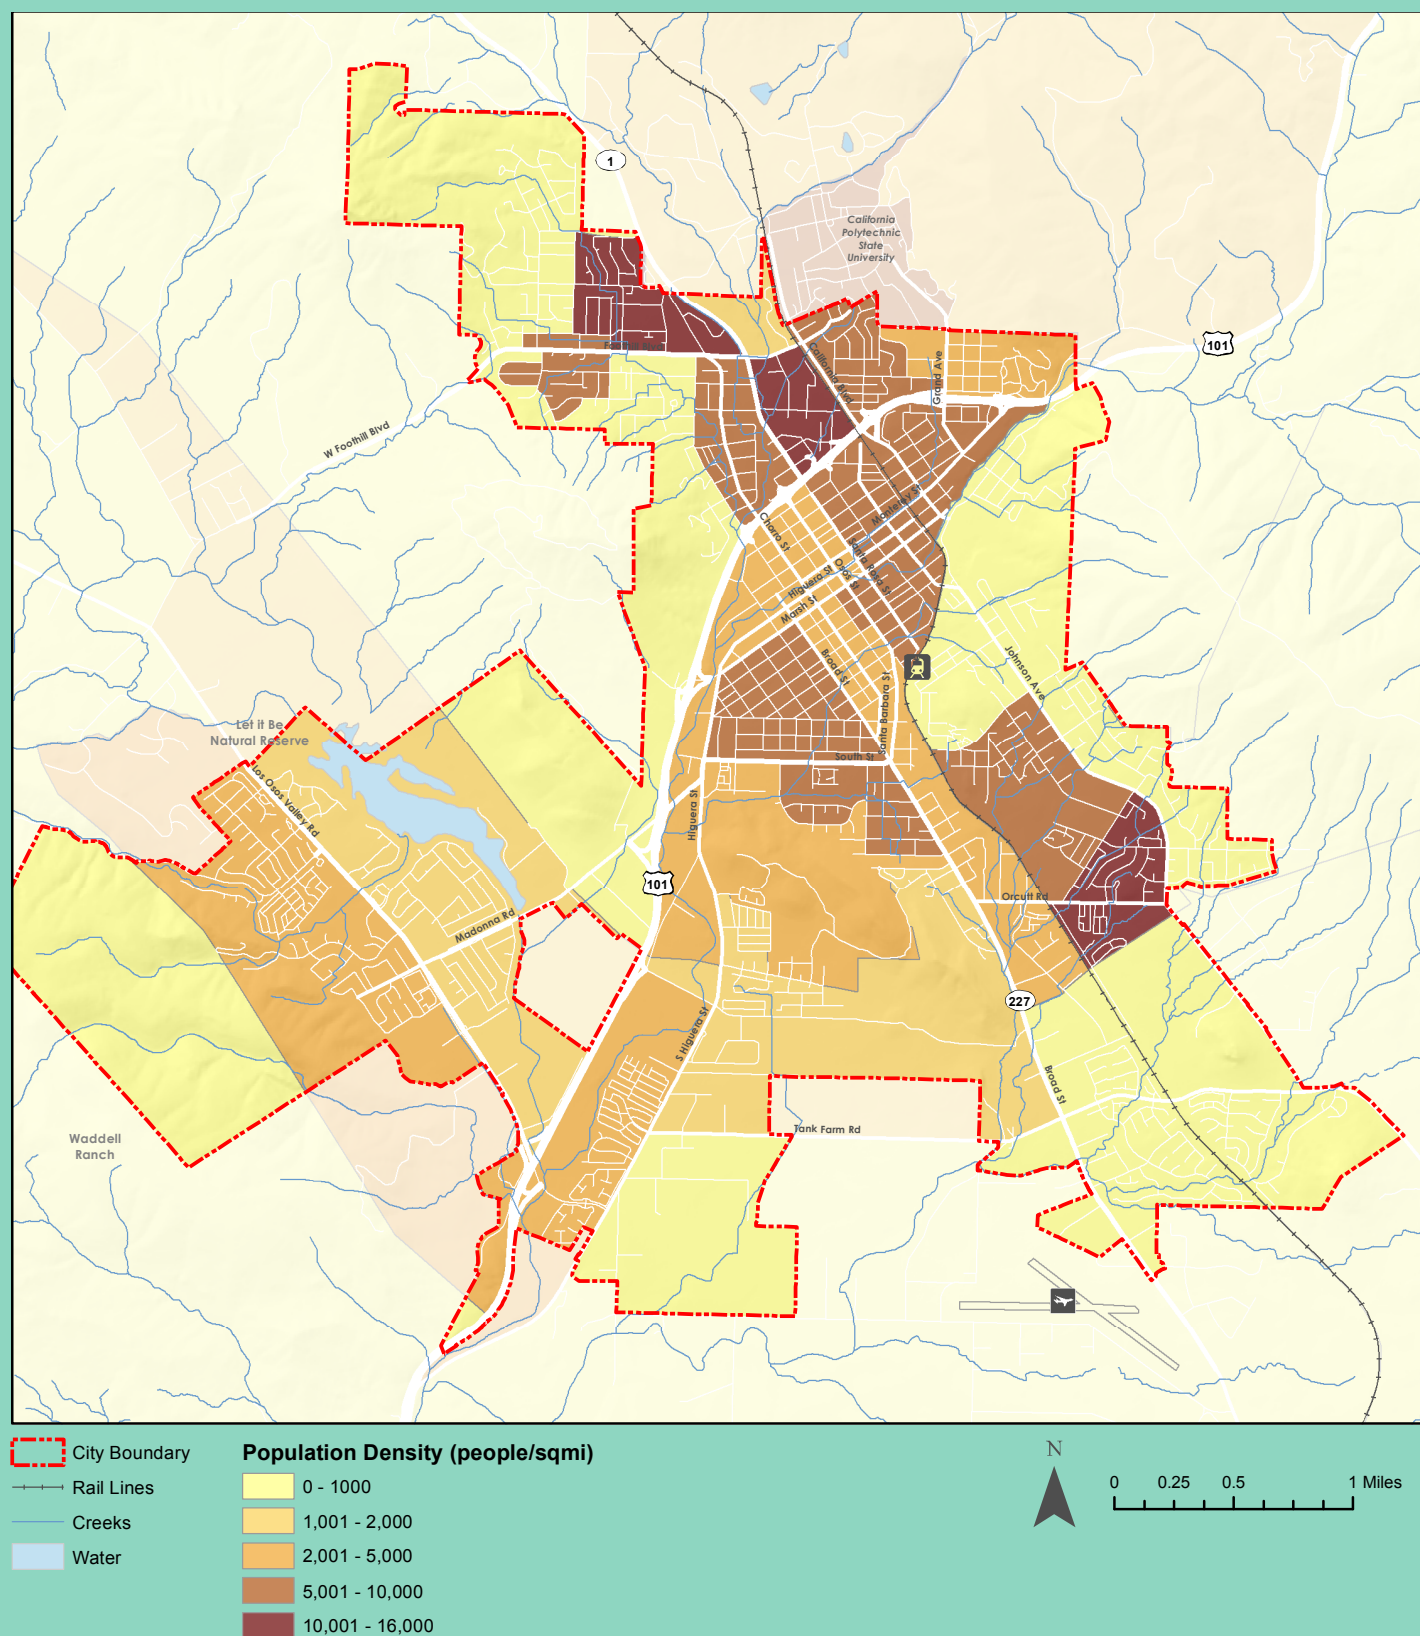 1
California
Polytechnic
State
University
101
Foothill Blvd
California Blvd
Grand Ave
W Foothill Blvd
Monterey St
Chorro St
Santa Rosa St
Osos St
Higuera St
Marsh St
Broad St
Johnson Ave
Santa Barbara St
Let it Be
Natural Reserve
South St
Los Osos Valley Rd
Higuera St
101
Orcutt Rd
Madonna Rd
227
S Higuera St
Broad St
Waddell
Ranch
Tank Farm Rd
City Boundary
Rail Lines
Creeks
Water
Population Density (people/sqmi)
0 - 1000
1,001 - 2,000
2,001 - 5,000
5,001 - 10,000
10,001 - 16,000
N
0 0.25 0.5 1 Miles